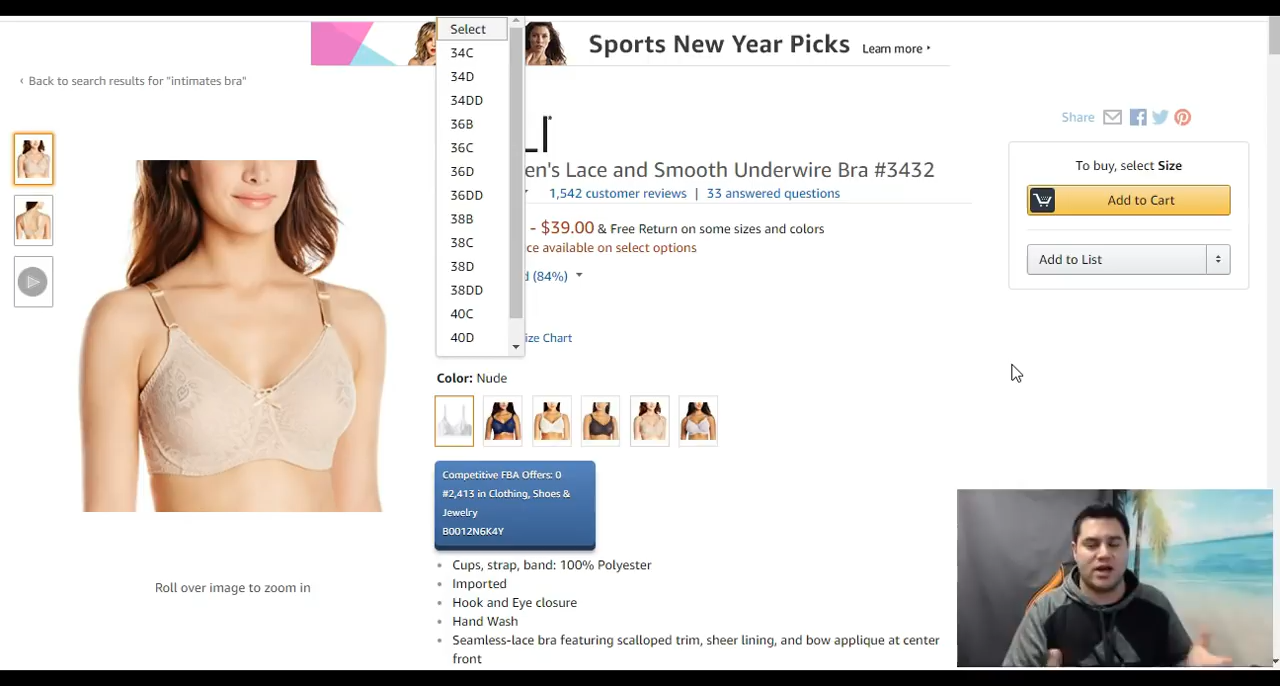 Sports New Year Picks Learn more
‹ Back to search results for "intimates bra"
Select
34C
34D
34DD
36B
36C
36D
36DD
38B
38C
38D
38DD
40C
40D
en's Lace and Smooth Underwire Bra #3432
1,542 customer reviews | 33 answered questions
- $39.00 & Free Return on some sizes and colors
ce available on select options
d (84%)
ize Chart
Color: Nude
Competitive FBA Offers: 0
#2,413 in Clothing, Shoes &
Jewelry
B0012N6K4Y
• Cups, strap, band: 100% Polyester
• Imported
• Hook and Eye closure
• Hand Wash
• Seamless-lace bra featuring scalloped trim, sheer lining, and bow applique at center
front
Roll over image to zoom in
Share
To buy, select Size
Add to Cart
Add to List